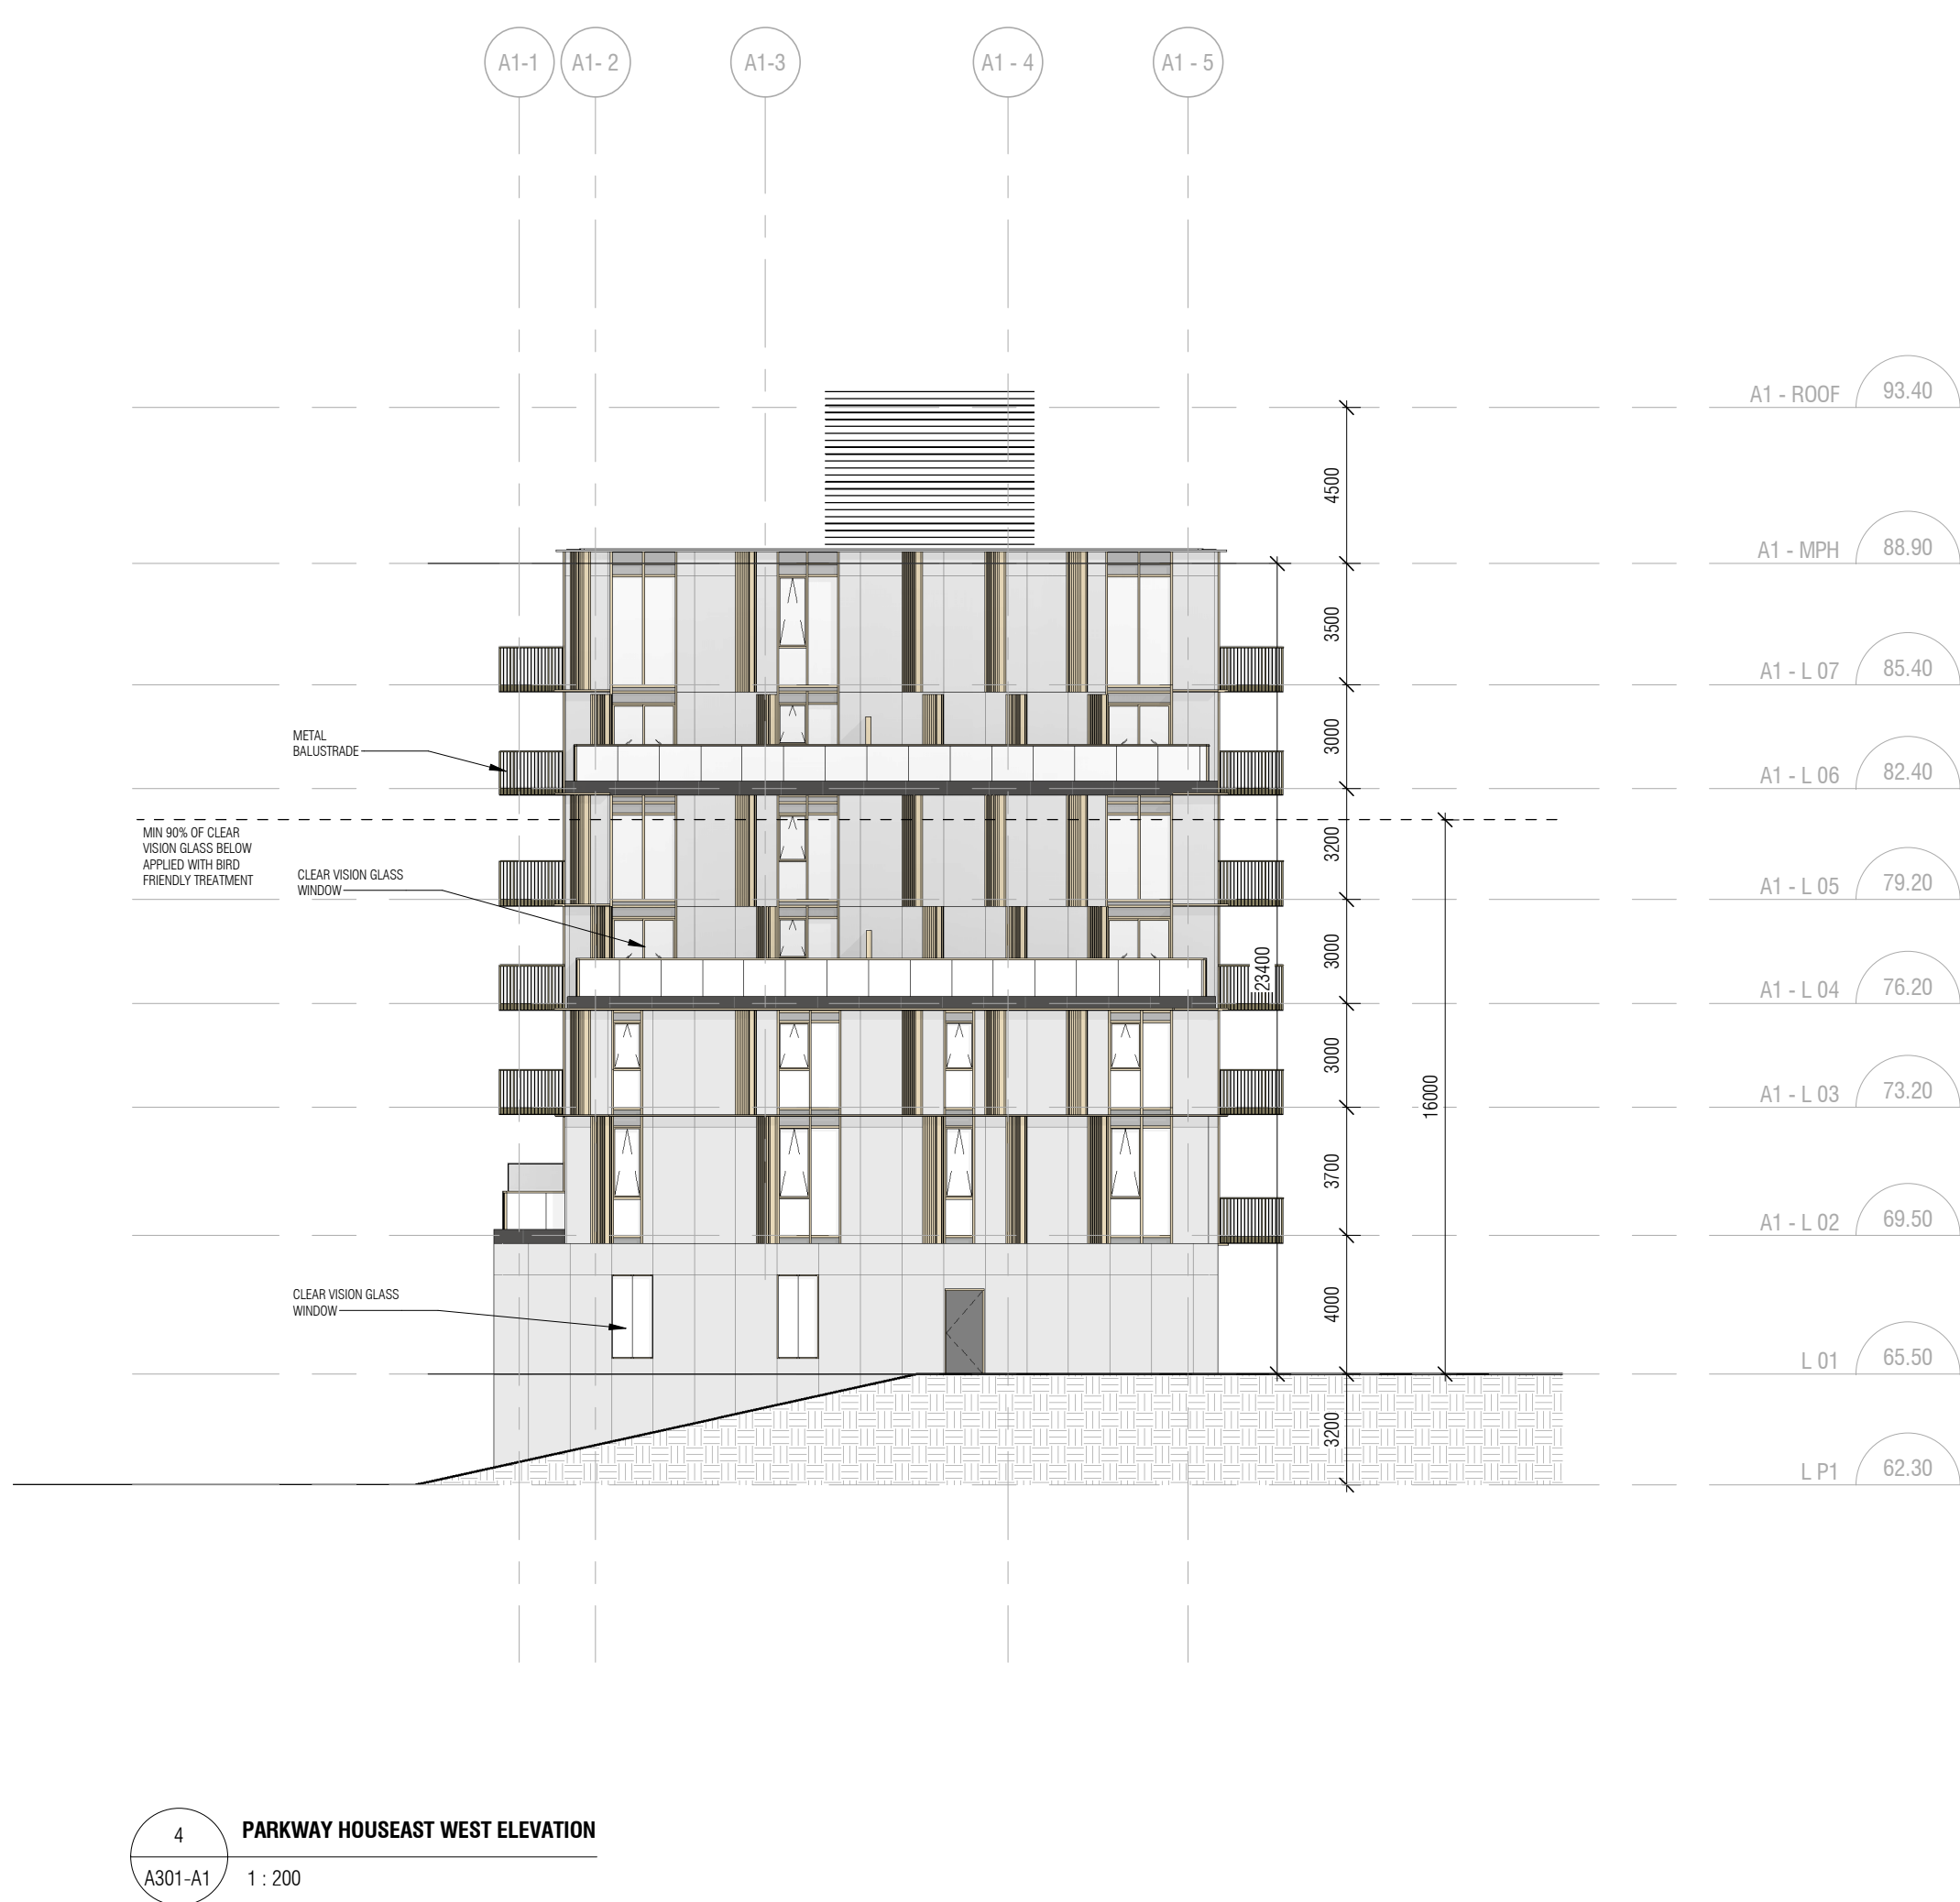 A1-1
A1- 2
A1-3
A1 - 4
A1 - 5
A1 - ROOF
93.40
4500
A1 - MPH
88.90
3500
A1 - L 07
85.40
METAL
BALUSTRADE
3000
A1 - L 06
82.40
MIN 90% OF CLEAR
VISION GLASS BELOW
APPLIED WITH BIRD
FRIENDLY TREATMENT
3200
CLEAR VISION GLASS
WINDOW
A1 - L 05
79.20
3000
23400
A1 - L 04
76.20
3000
16000
A1 - L 03
73.20
3700
A1 - L 02
69.50
CLEAR VISION GLASS
WINDOW
4000
L 01
65.50
3200
L P1
62.30
4
PARKWAY HOUSEAST WEST ELEVATION
A301-A1
1 : 200